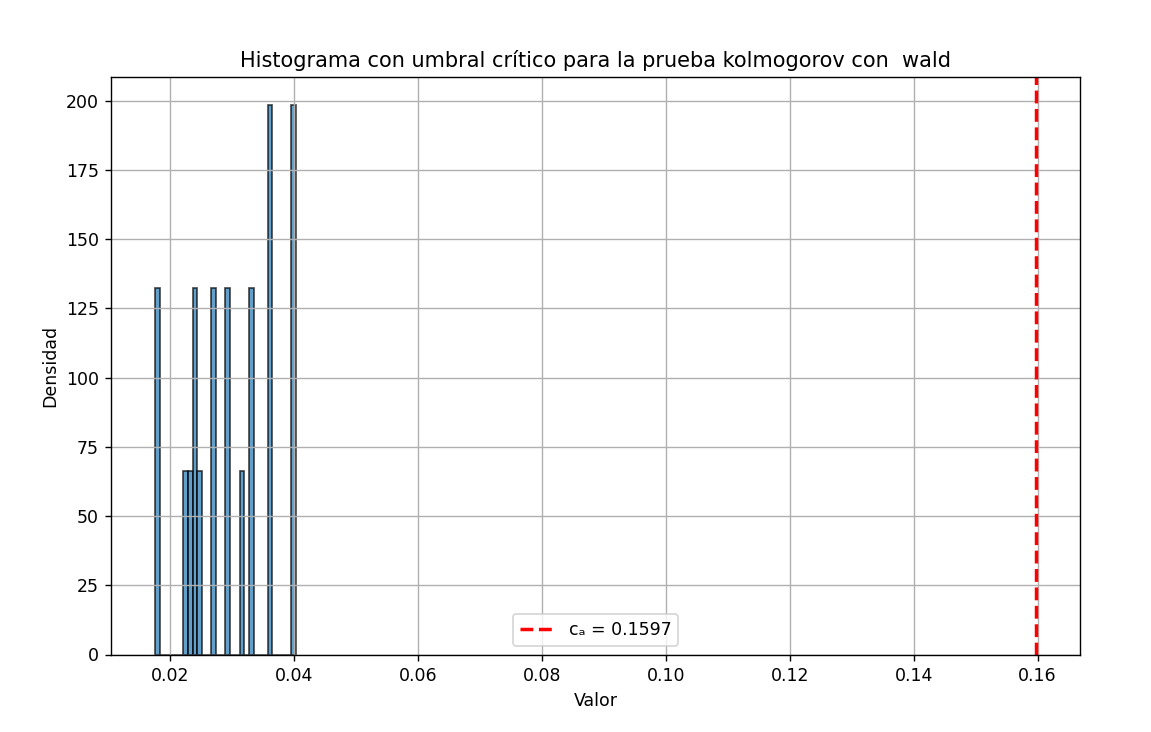 Histograma con umbral crítico para la prueba kolmogorov con  wald
Densidad
200
175
150
125
100
75
50
25
0
cₐ = 0.1597
0.02 0.04 0.06 0.08 0.10 0.12 0.14 0.16
Valor